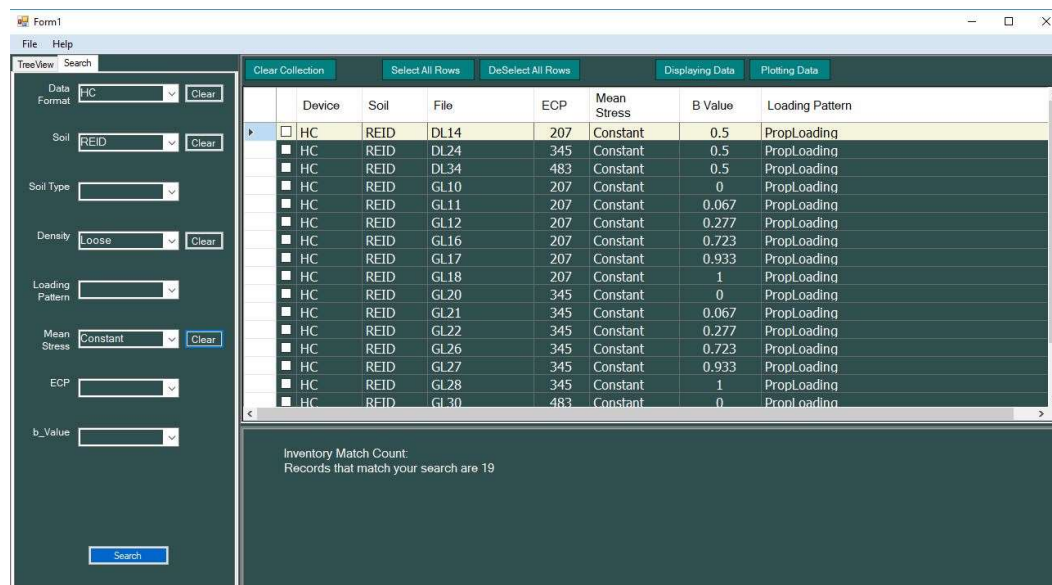 Form1
File Help
TreeView Search
Data Format HC Clear
Soil REID Clear
Soil Type
Density Loose Clear
Loading Pattern
Mean Stress Constant Clear
ECP
b_Value
Search
Clear Collection Select All Rows DeSelect All Rows Displaying Data Plotting Data
Device Soil File ECP Mean Stress B Value Loading Pattern
HC REID DL14 207 Constant 0.5 PropLoading
HC REID DL24 345 Constant 0.5 PropLoading
HC REID DL34 483 Constant 0.5 PropLoading
HC REID GL10 207 Constant 0 PropLoading
HC REID GL11 207 Constant 0.067 PropLoading
HC REID GL12 207 Constant 0.277 PropLoading
HC REID GL16 207 Constant 0.723 PropLoading
HC REID GL17 207 Constant 0.933 PropLoading
HC REID GL18 207 Constant 1 PropLoading
HC REID GL20 345 Constant 0 PropLoading
HC REID GL21 345 Constant 0.067 PropLoading
HC REID GL22 345 Constant 0.277 PropLoading
HC REID GL26 345 Constant 0.723 PropLoading
HC REID GL27 345 Constant 0.933 PropLoading
HC REID GL28 345 Constant 1 PropLoading
HC REID GL30 483 Constant 0 PropLoading
Inventory Match Count:
Records that match your search are 19